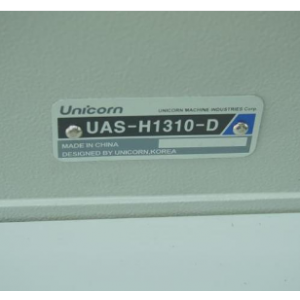 Unicorn UNICORN MACHINE INDUSTRIES Corp.
UAS-H1310-D
MADE IN CHINA
DESIGNED BY UNICORN,KOREA